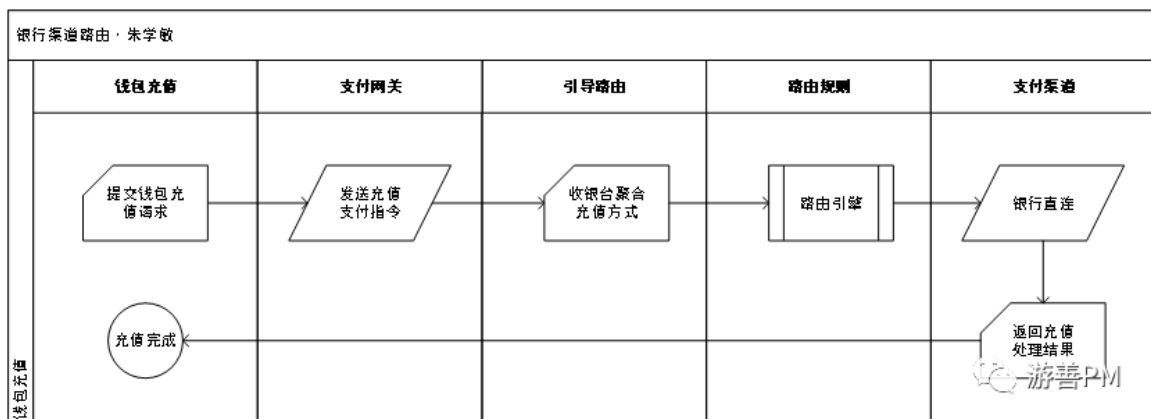 银行渠道路由·朱学敏
钱包充值
支付网关
引导路由
路由规则
支付渠道
提交钱包充
值请求
发送充值
支付指令
收银台聚合
充值方式
路由引擎
银行直连
充值完成
返回充值
处理结果
钱包充值
游善PM